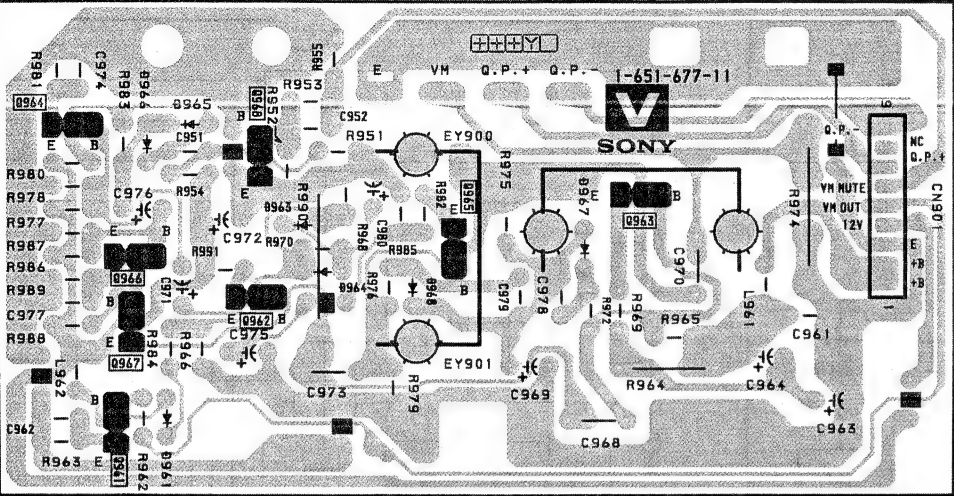 E VM Q.P.+ Q.P.-
1-651-677-11
V
SONY
R981
C974
R983
D966
D965
Q950
R952
R953
R955
Q964
C951
B
C952
R951
EY900
R975
Q.P.-
NC
Q.P.+
CN901
E
B
R980
R954
E
R978
C976
D963
R960
R982
Q965
E
D967
E
B
Q963
R974
VM MUTE
VM OUT
12V
R977
C972
R970
R968
C980
R985
R987
E
B
R991
E
+B
+B
R986
Q966
D964
R976
D968
B
C979
C978
C970
L961
R989
C971
B
E
B
Q962
R972
R969
R965
C961
C977
R988
E
Q967
R984
R966
C975
EY901
L962
C973
R979
C969
R964
C964
B
C962
C968
C963
R963
E
Q961
R962
D961